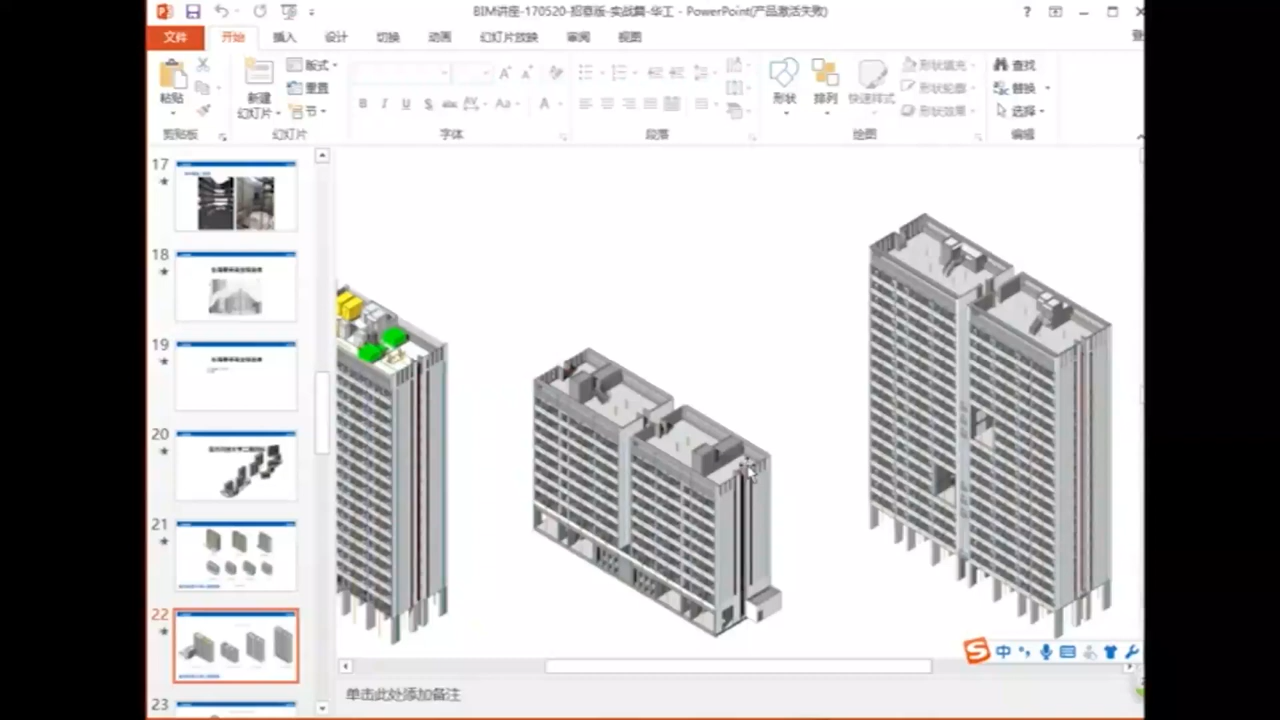 BIM讲座-170520-招意版-实战篇-华工 - PowerPoint(产品激活失败)
文件 开始 插入 设计 切换 动画 幻灯片放映 审阅 视图
粘贴
新建
幻灯片
版式
重置
节
B I U S abc AV Aa A
形状
排列
快速样式
形状填充
形状轮廓
形状效果
查找
替换
选择
剪贴板 幻灯片 字体 段落 绘图 编辑
17
18
19
20
21
22
23
中
单击此处添加备注